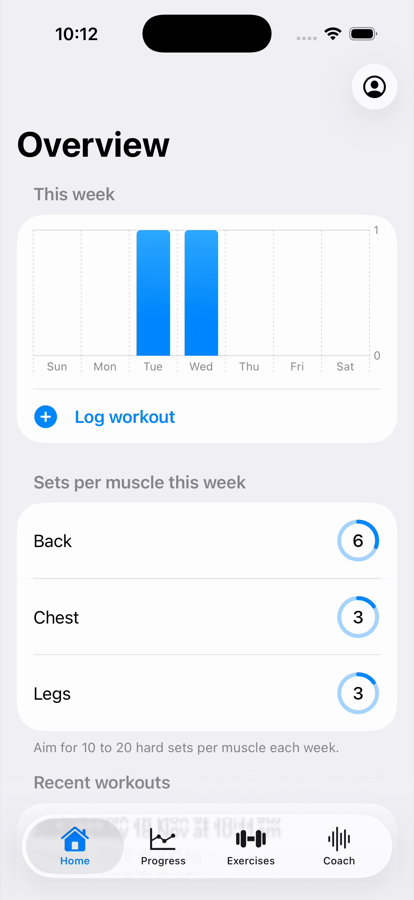 10:12
Overview
This week
1
0
Sun Mon Tue Wed Thu Fri Sat
Log workout
Sets per muscle this week
Back 6
Chest 3
Legs 3
Aim for 10 to 20 hard sets per muscle each week.
Recent workouts
Home Progress Exercises Coach